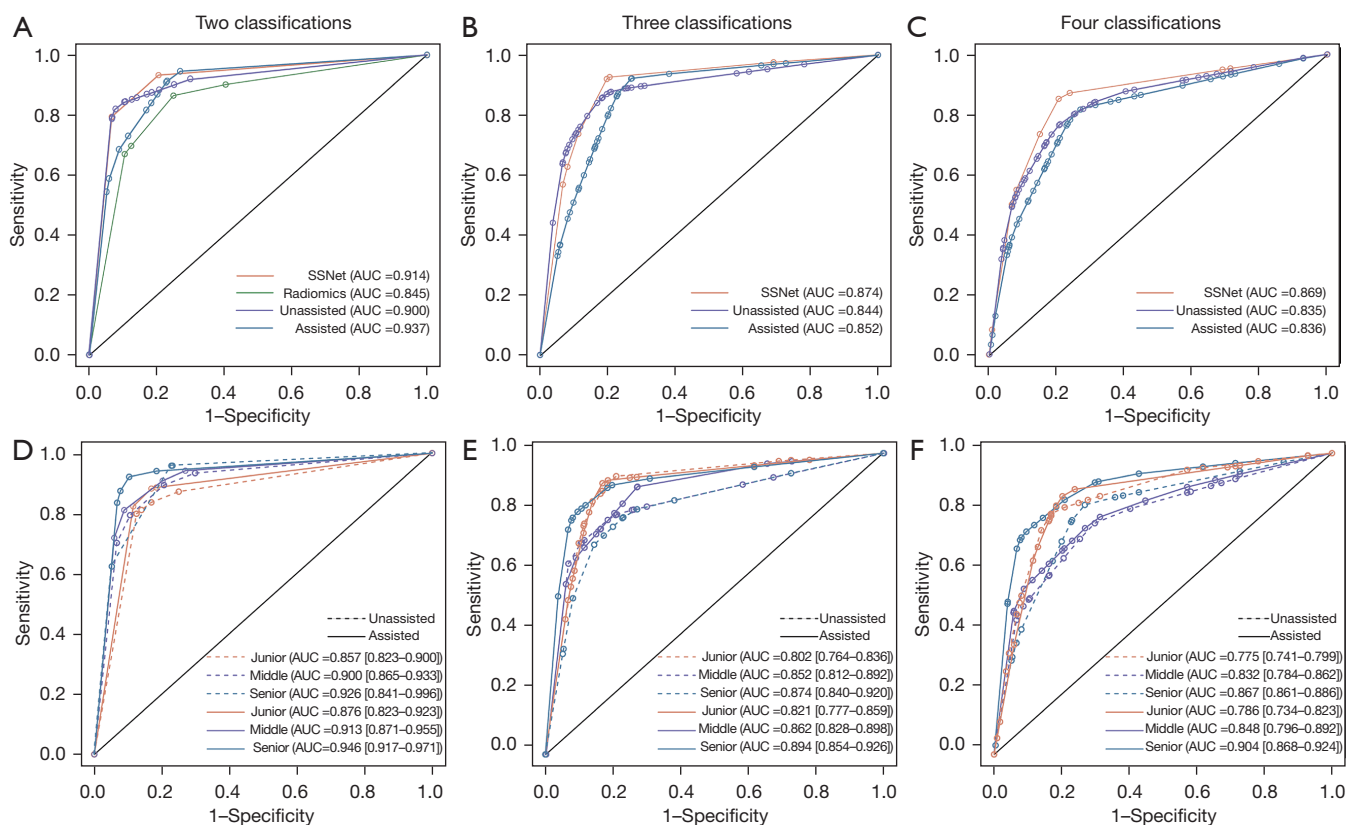 A
Two classifications
1.0
0.8
0.6
0.4
0.2
0.0
Sensitivity
SSNet (AUC =0.914)
Radiomics (AUC =0.845)
Unassisted (AUC =0.900)
Assisted (AUC =0.937)
0.0 0.2 0.4 0.6 0.8 1.0
1–Specificity
B
Three classifications
1.0
0.8
0.6
0.4
0.2
0.0
Sensitivity
SSNet (AUC =0.874)
Unassisted (AUC =0.844)
Assisted (AUC =0.852)
0.0 0.2 0.4 0.6 0.8 1.0
1–Specificity
C
Four classifications
1.0
0.8
0.6
0.4
0.2
0.0
Sensitivity
SSNet (AUC =0.869)
Unassisted (AUC =0.835)
Assisted (AUC =0.836)
0.0 0.2 0.4 0.6 0.8 1.0
1–Specificity
D
1.0
0.8
0.6
0.4
0.2
0.0
Sensitivity
Unassisted
Assisted
Junior (AUC =0.857 [0.823–0.900])
Middle (AUC =0.900 [0.865–0.933])
Senior (AUC =0.926 [0.841–0.996])
Junior (AUC =0.876 [0.823–0.923])
Middle (AUC =0.913 [0.871–0.955])
Senior (AUC=0.946 [0.917–0.971])
0.0 0.2 0.4 0.6 0.8 1.0
1–Specificity
E
1.0
0.8
0.6
0.4
0.2
0.0
Sensitivity
Unassisted
Assisted
Junior (AUC =0.802 [0.764–0.836])
Middle (AUC =0.852 [0.812–0.892])
Senior (AUC =0.874 [0.840–0.920])
Junior (AUC =0.821 [0.777–0.859])
Middle (AUC =0.862 [0.828–0.898])
Senior (AUC =0.894 [0.854–0.926])
0.0 0.2 0.4 0.6 0.8 1.0
1–Specificity
F
1.0
0.8
0.6
0.4
0.2
0.0
Sensitivity
Unassisted
Assisted
Junior (AUC =0.775 [0.741–0.799])
Middle (AUC =0.832 [0.784–0.862])
Senior (AUC =0.867 [0.861–0.886])
Junior (AUC =0.786 [0.734–0.823])
Middle (AUC =0.848 [0.796–0.892])
Senior (AUC =0.904 [0.868–0.924])
0.0 0.2 0.4 0.6 0.8 1.0
1–Specificity